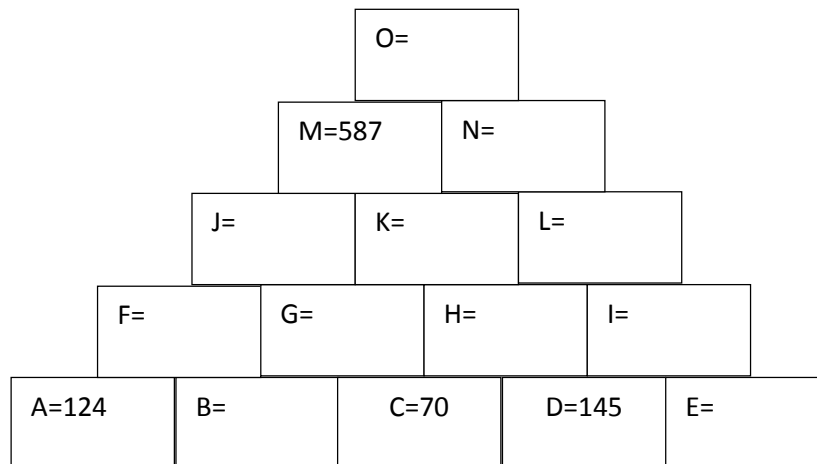 O=
M=587 N=
J= K= L=
F= G= H= I=
A=124 B= C=70 D=145 E=